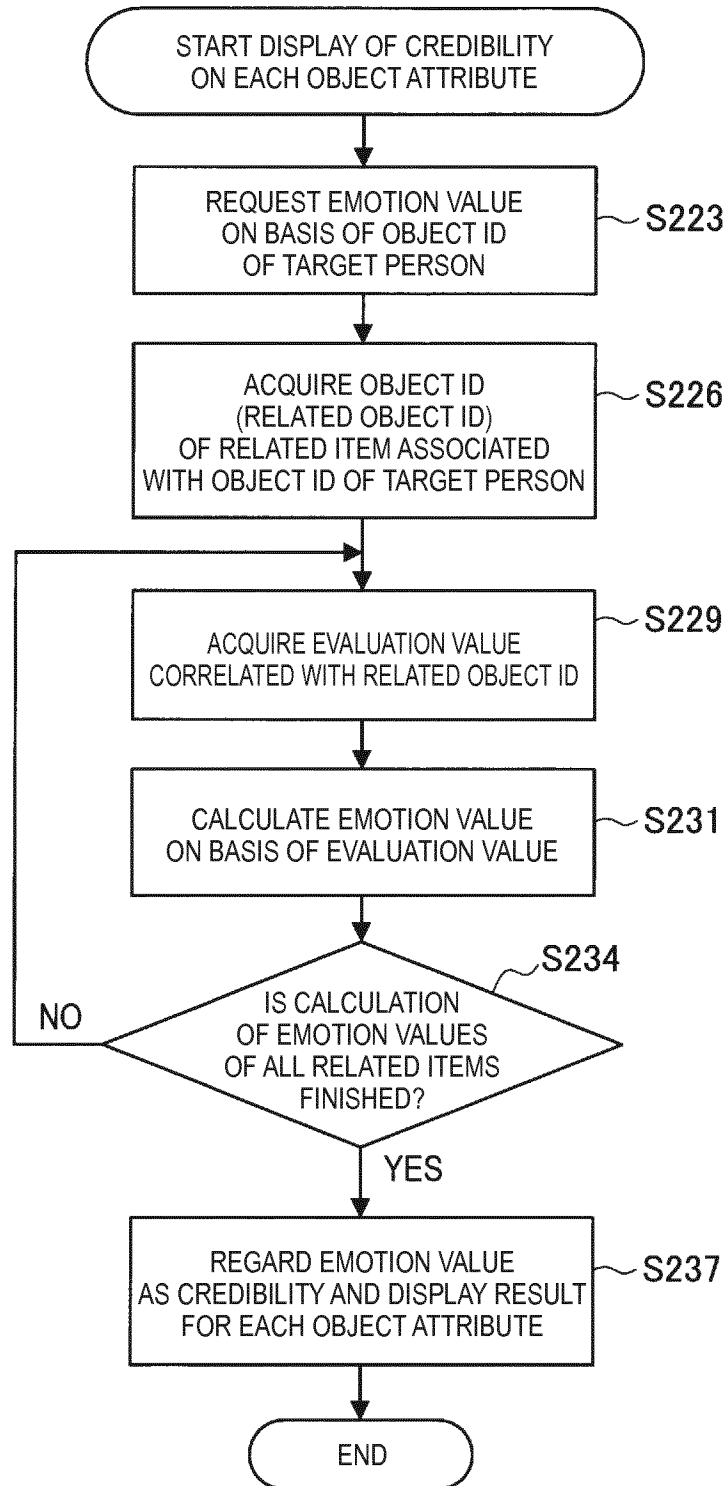 START DISPLAY OF CREDIBILITY
ON EACH OBJECT ATTRIBUTE
REQUEST EMOTION VALUE
ON BASIS OF OBJECT ID
OF TARGET PERSON
S223
ACQUIRE OBJECT ID
(RELATED OBJECT ID)
OF RELATED ITEM ASSOCIATED
WITH OBJECT ID OF TARGET PERSON
S226
ACQUIRE EVALUATION VALUE
CORRELATED WITH RELATED OBJECT ID
S229
CALCULATE EMOTION VALUE
ON BASIS OF EVALUATION VALUE
S231
IS CALCULATION
OF EMOTION VALUES
OF ALL RELATED ITEMS
FINISHED?
S234
NO
YES
REGARD EMOTION VALUE
AS CREDIBILITY AND DISPLAY RESULT
FOR EACH OBJECT ATTRIBUTE
S237
END